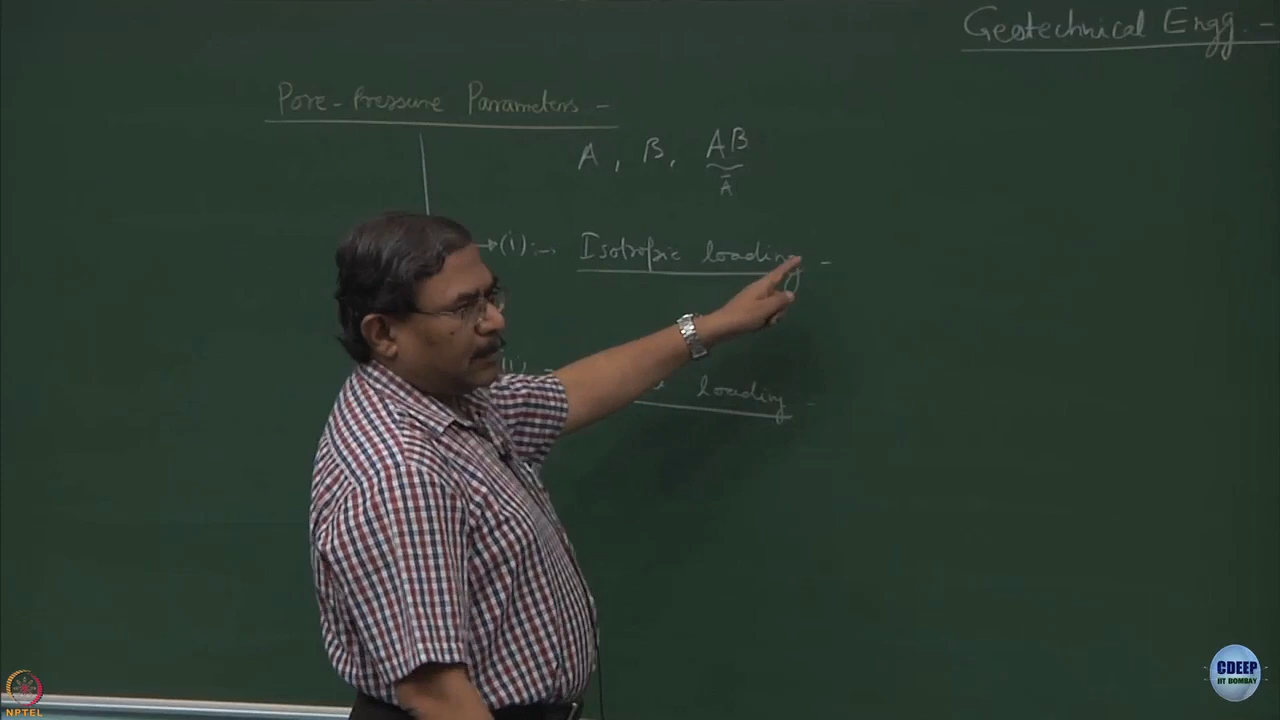 Geotechnical Engg. -
Pore-Pressure Parameters -
A , B, AB
Ā
(i) :- Isotropic loading -
loading -
NPTEL
CDEEP
IIT BOMBAY